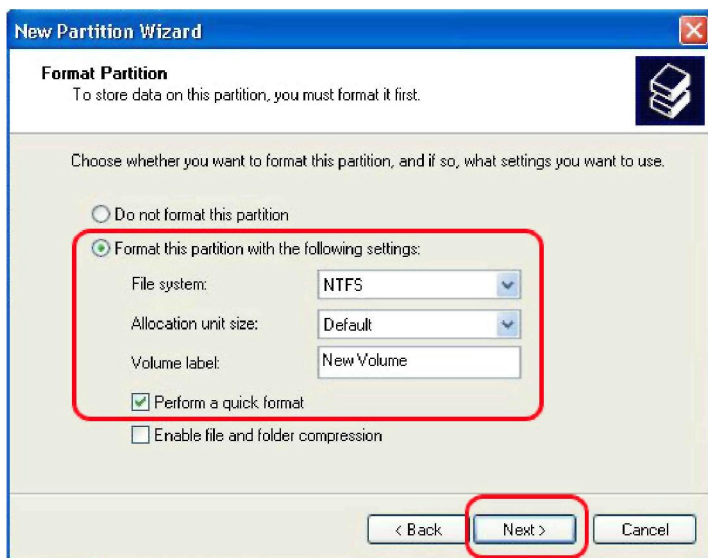 New Partition Wizard
Format Partition
To store data on this partition, you must format it first.
Choose whether you want to format this partition, and if so, what settings you want to use.
Do not format this partition
Format this partition with the following settings:
File system: NTFS
Allocation unit size: Default
Volume label: New Volume
Perform a quick format
Enable file and folder compression
< Back Next > Cancel